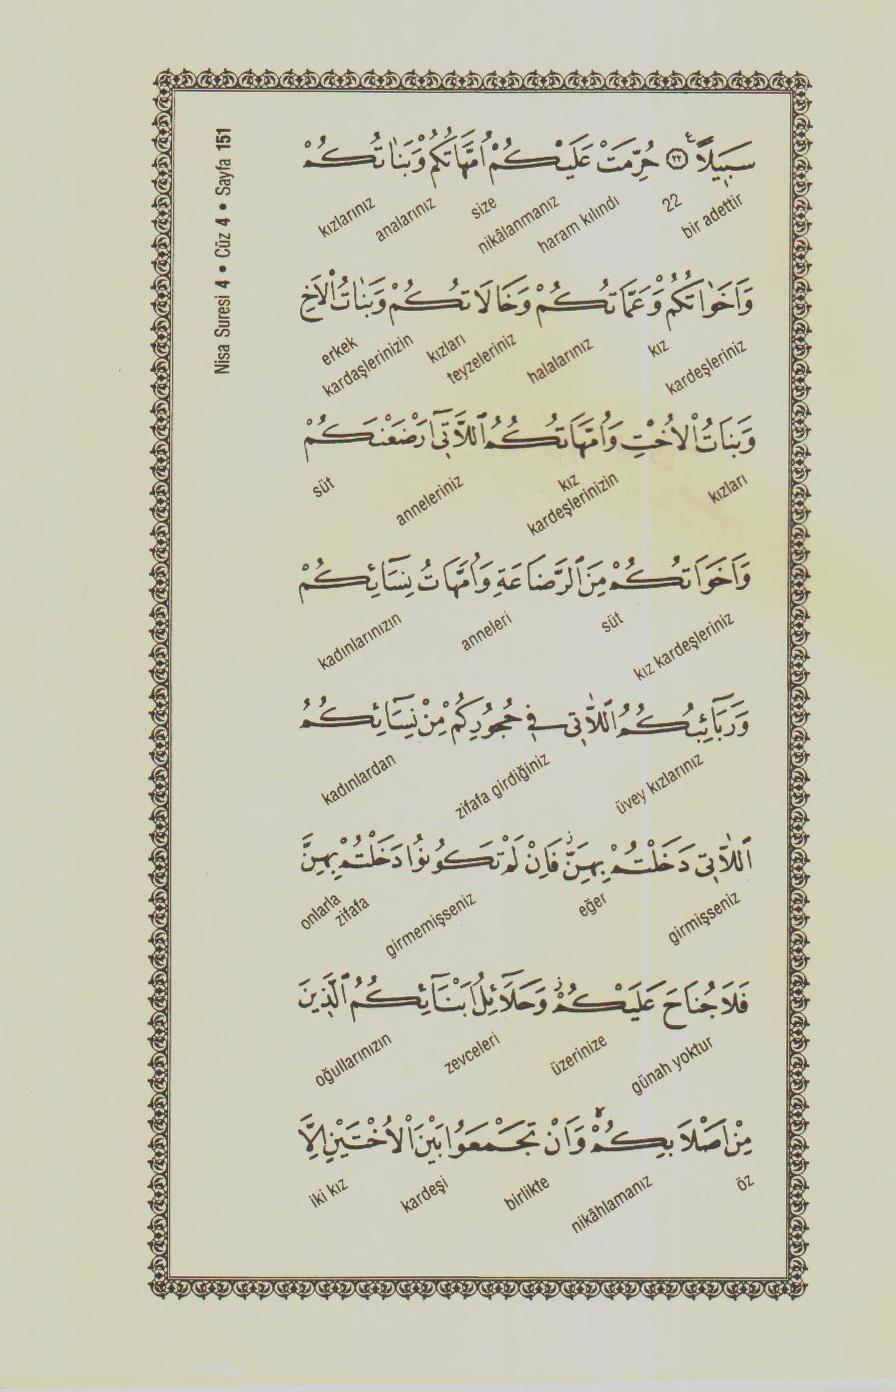 Nisa Suresi 4 • Cüz 4 • Sayfa 151
سَبِيلًا ﴿٢٢﴾ ع حُرِّمَتْ عَلَيْكُمْ اُمَّهَاتُكُمْ وَبَنَاتُكُمْ
bir adettir 22 haram kılındı nikâlanmanız size analarınız kızlarınız
وَاَخَوَاتُكُمْ وَعَمَّاتُكُمْ وَخَالَاتُكُمْ وَبَنَاتُ الْاَخِ
kardeşleriniz kız halalarınız teyzeleriniz kızları kardaşlerinizin erkek
وَبَنَاتُ الْاُخْتِ وَاُمَّهَاتُكُمُ اللَّاتٖٓي اَرْضَعْنَكُمْ
kızları kız kardeşlerinizin anneleriniz süt
وَاَخَوَاتُكُمْ مِنَ الرَّضَاعَةِ وَاُمَّهَاتُ نِسَٓائِكُمْ
kız kardeşleriniz süt anneleri kadınlarınızın
وَرَبَٓائِبُكُمُ اللَّاتٖي فٖي حُجُورِكُمْ مِنْ نِسَٓائِكُمُ
üvey kızlarınız zifafa girdiğiniz kadınlardan
اللَّاتٖي دَخَلْتُمْ بِهِنَّۘ فَاِنْ لَمْ تَكُونُوا دَخَلْتُمْ بِهِنَّ
girmişseniz eğer girmemişseniz zifafa onlarla
فَلَا جُنَاحَ عَلَيْكُمْۘ وَحَلَٓائِلُ اَبْنَٓائِكُمُ الَّذٖينَ
günah yoktur üzerinize zevceleri oğullarınızın
مِنْ اَصْلَابِكُمْۙ وَاَنْ تَجْمَعُوا بَيْنَ الْاُخْتَيْنِ اِلَّا
öz nikâhlamanız birlikte kardeşi iki kız